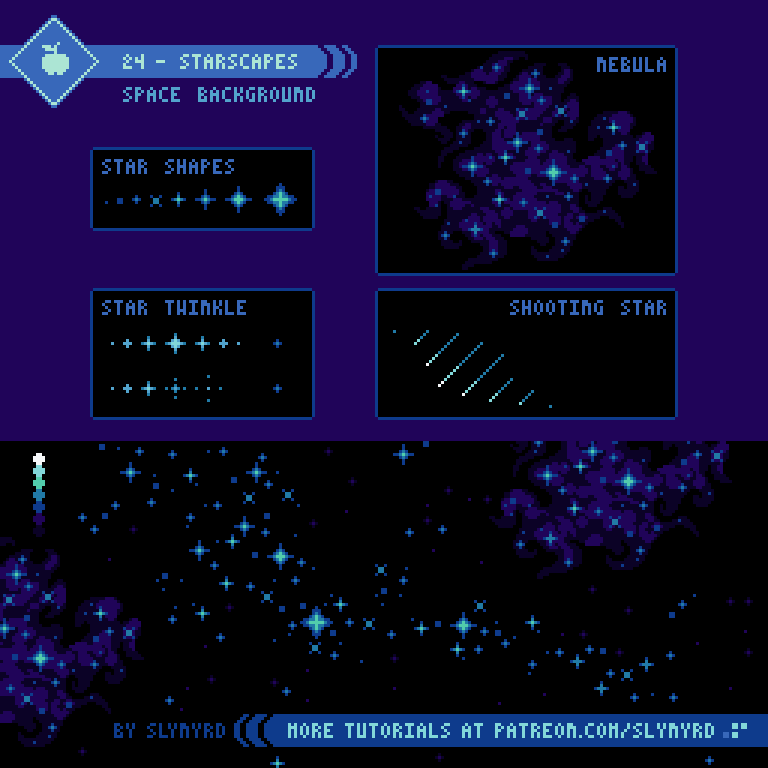 24 - STARSCAPES
SPACE BACKGROUND
NEBULA
STAR SHAPES
STAR TWINKLE
SHOOTING STAR
BY SLYNYRD
MORE TUTORIALS AT PATREON.COM/SLYNYRD